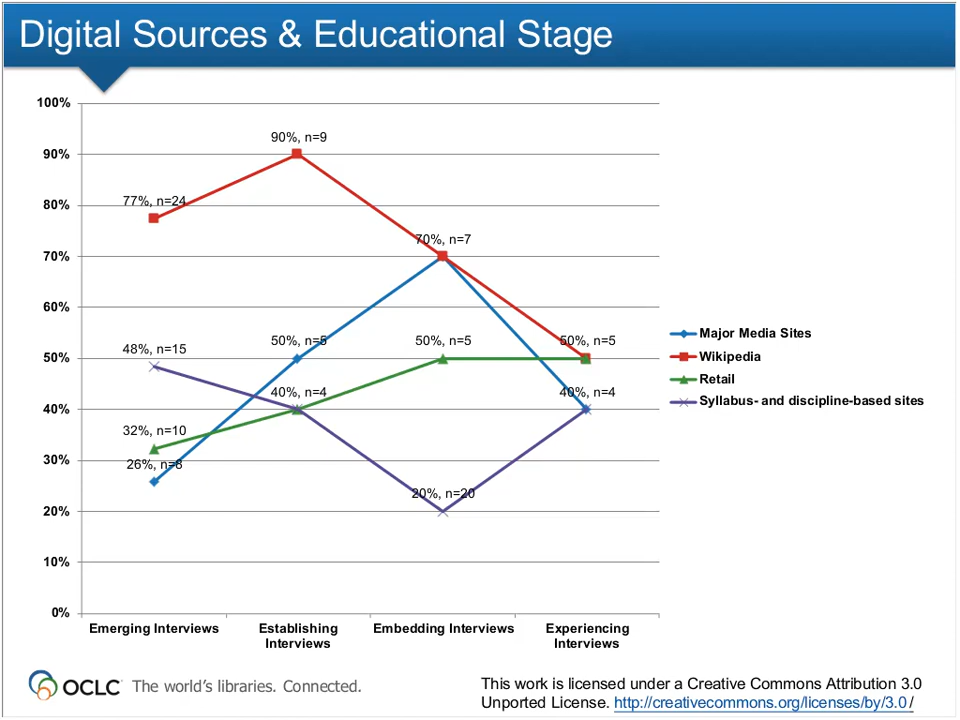 Digital Sources & Educational Stage
100%
90%, n=9
90%
77%, n=24
80%
70%, n=7
70%
60%
50%, n=5
50%, n=5
50%, n=5
Major Media Sites
48%, n=15
50%
Wikipedia
Retail
40%, n=4
40%, n=4
Syllabus- and discipline-based sites
40%
32%, n=10
26%, n=8
30%
20%, n=20
20%
10%
0%
Emerging Interviews
Establishing
Interviews
Embedding Interviews
Experiencing
Interviews
OCLC
The world's libraries. Connected.
This work is licensed under a Creative Commons Attribution 3.0
Unported License. http://creativecommons.org/licenses/by/3.0/